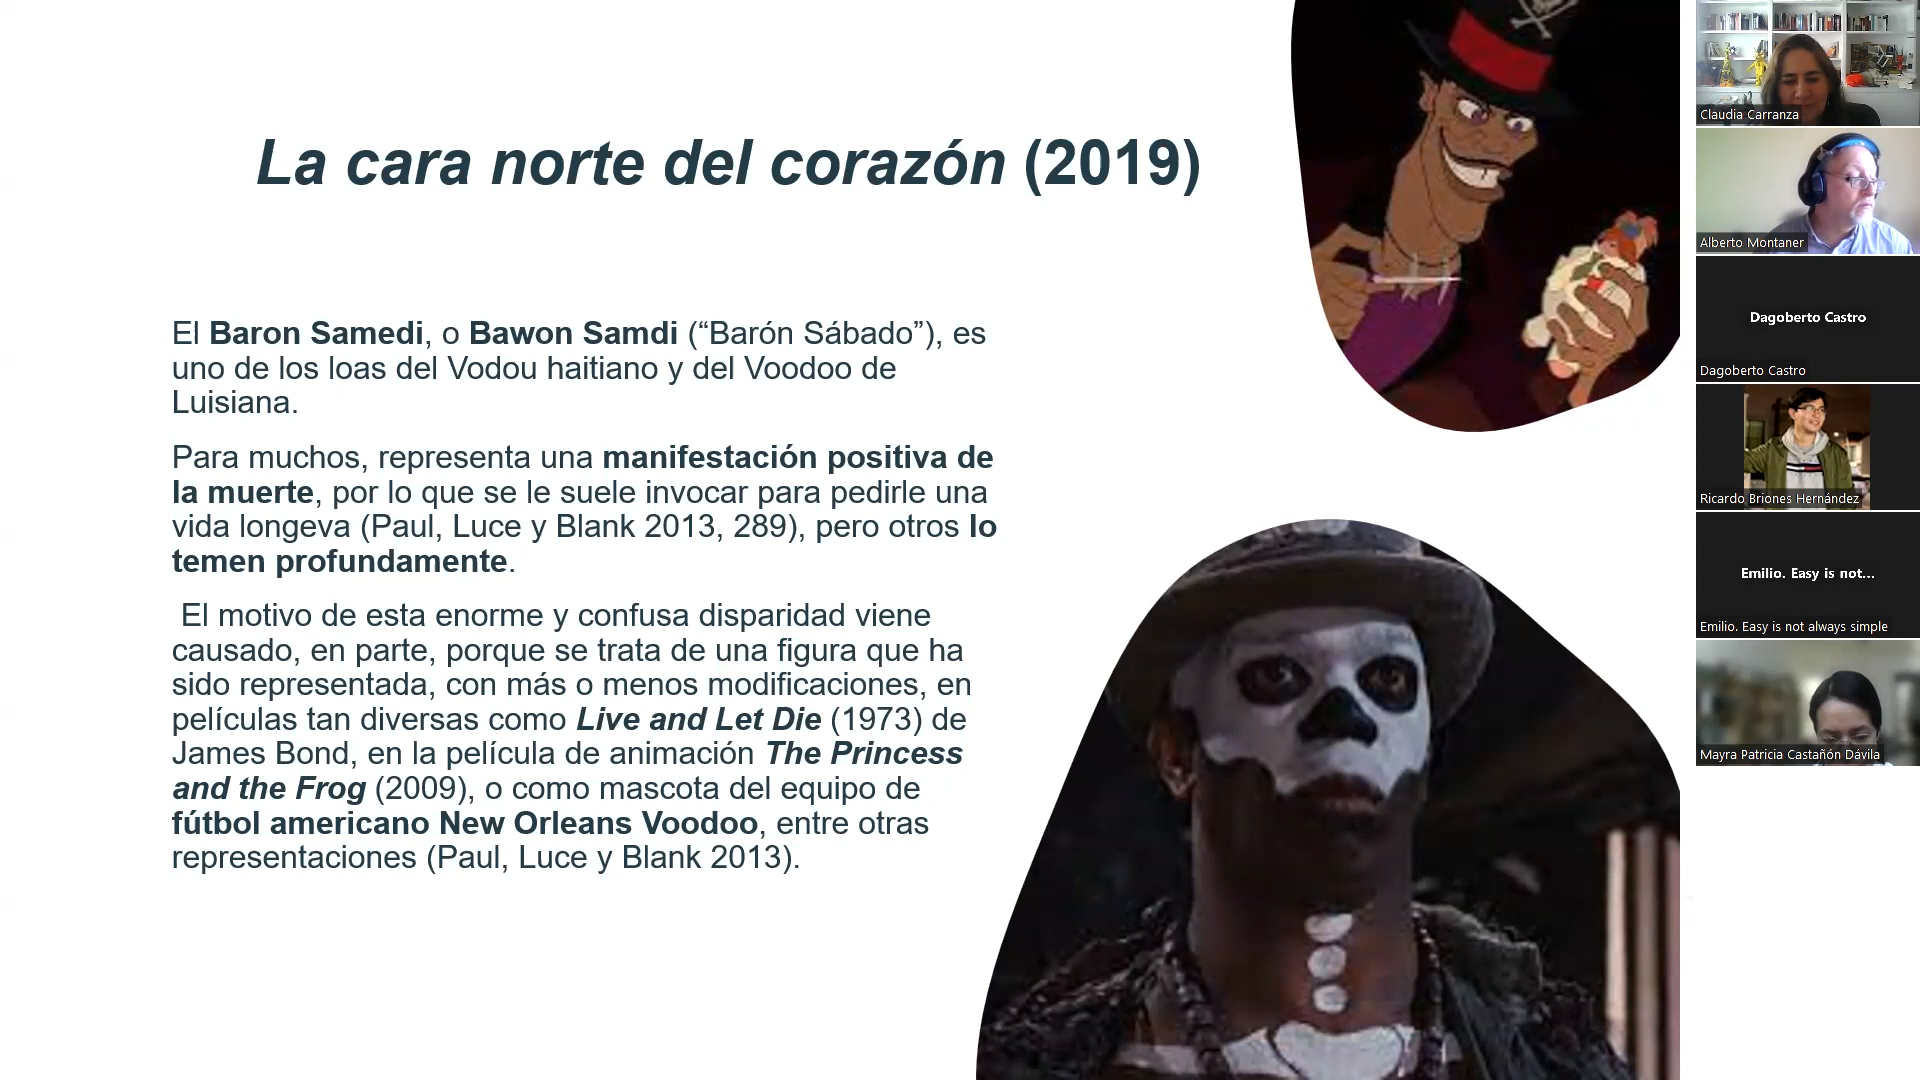 La cara norte del corazón (2019)
El Baron Samedi, o Bawon Samdi (“Barón Sábado”), es
uno de los loas del Vodou haitiano y del Voodoo de
Luisiana.
Para muchos, representa una manifestación positiva de
la muerte, por lo que se le suele invocar para pedirle una
vida longeva (Paul, Luce y Blank 2013, 289), pero otros lo
temen profundamente.
El motivo de esta enorme y confusa disparidad viene
causado, en parte, porque se trata de una figura que ha
sido representada, con más o menos modificaciones, en
películas tan diversas como Live and Let Die (1973) de
James Bond, en la película de animación The Princess
and the Frog (2009), o como mascota del equipo de
fútbol americano New Orleans Voodoo, entre otras
representaciones (Paul, Luce y Blank 2013).
Claudia Carranza
Alberto Montaner
Dagoberto Castro
Dagoberto Castro
Ricardo Briones Hernández
Emilio. Easy is not...
Emilio. Easy is not always simple
Mayra Patricia Castañón Dávila